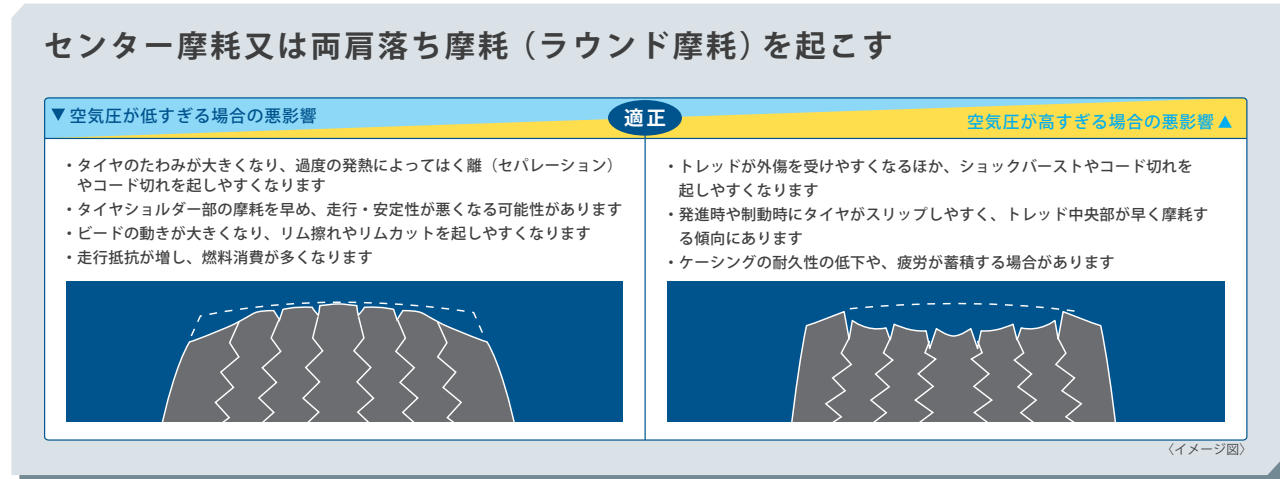 センター摩耗又は両肩落ち摩耗（ラウンド摩耗）を起こす
▼空気圧が低すぎる場合の悪影響
適正
空気圧が高すぎる場合の悪影響▲
・タイヤのたわみが大きくなり、過度の発熱によってはく離（セパレーション）
やコード切れを起しやすくなります
・タイヤショルダー部の摩耗を早め、走行・安定性が悪くなる可能性があります
・ビードの動きが大きくなり、リム擦れやリムカットを起しやすくなります
・走行抵抗が増し、燃料消費が多くなります
・トレッドが外傷を受けやすくなるほか、ショックバーストやコード切れを
起しやすくなります
・発進時や制動時にタイヤがスリップしやすく、トレッド中央部が早く摩耗す
る傾向にあります
・ケーシングの耐久性の低下や、疲労が蓄積する場合があります
〈イメージ図〉